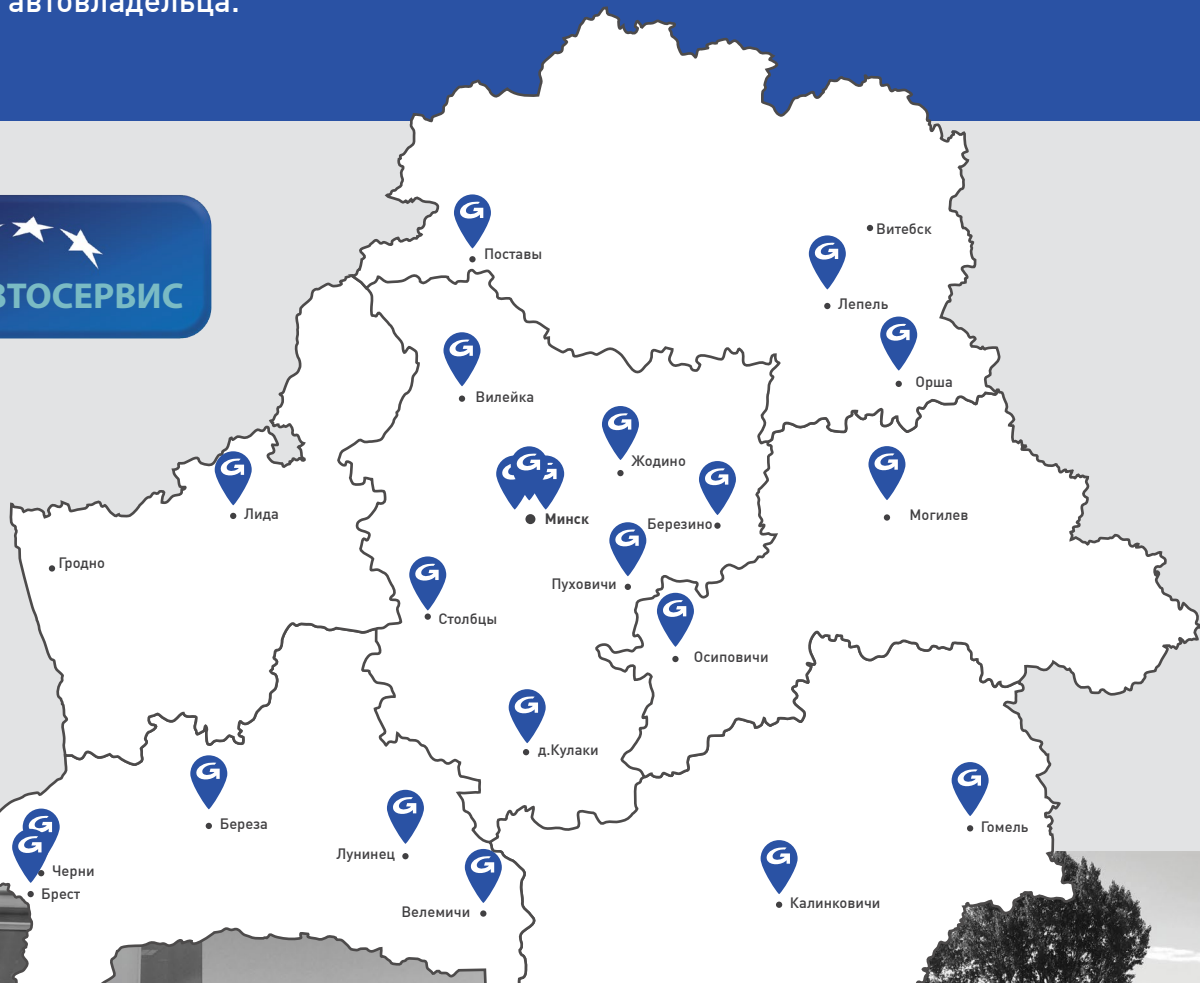 автовладельца.
ВТОСЕРВИС
Поставы
Витебск
Лепель
Орша
Вилейка
Жодино
Березино
Минск
Могилев
Лида
Гродно
Пуховичи
Столбцы
Осиповичи
д.Кулаки
Береза
Лунинец
Гомель
Черни
Брест
Велемичи
Калинковичи